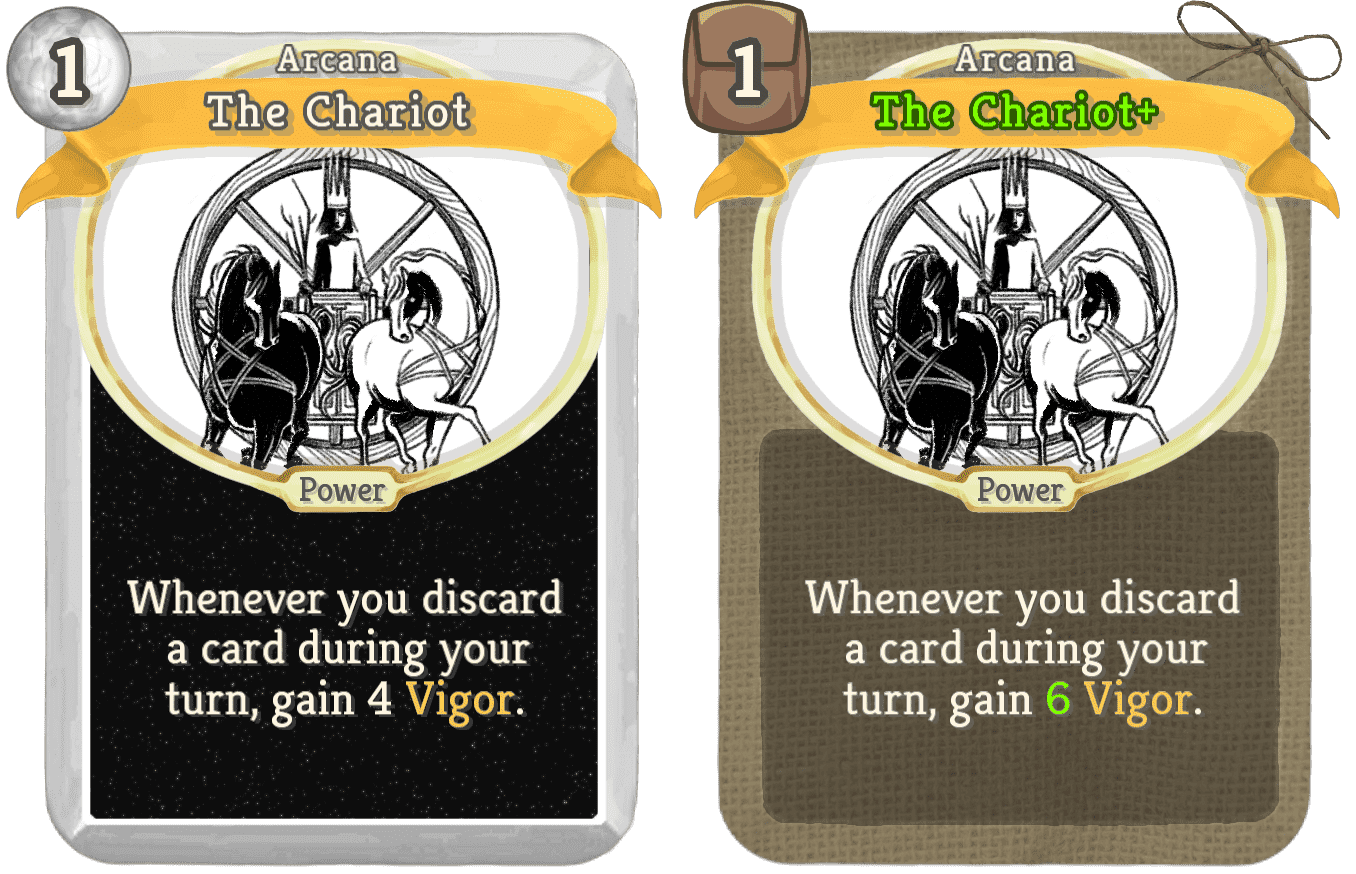 1
Arcana
The Chariot
Power
Whenever you discard
a card during your
turn, gain 4 Vigor.
1
Arcana
The Chariot+
Power
Whenever you discard
a card during your
turn, gain 6 Vigor.